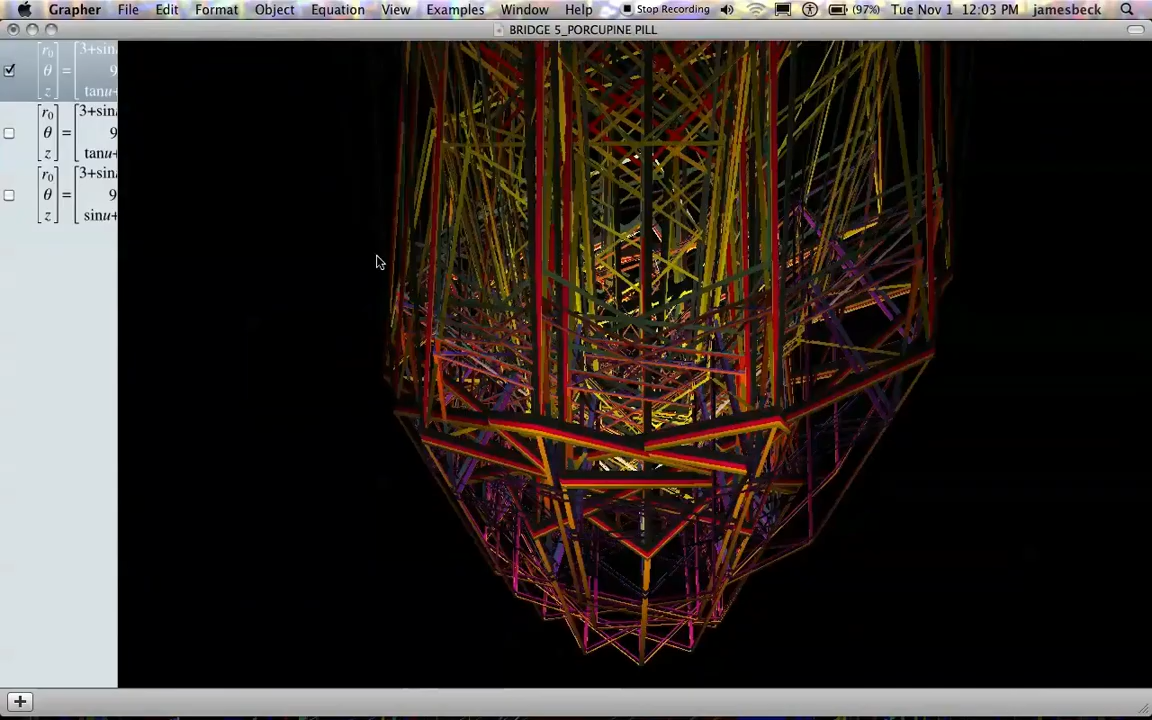 Grapher File Edit Format Object Equation View Examples Window Help Stop Recording (97%) Tue Nov 1 12:03 PM jamesbeck
BRIDGE 5_PORCUPINE PILL
r₀ 3+sin
θ = 9
z tanu+
r₀ 3+sin
θ = 9
z tanu+
r₀ 3+sin
θ = 9
z sinu+